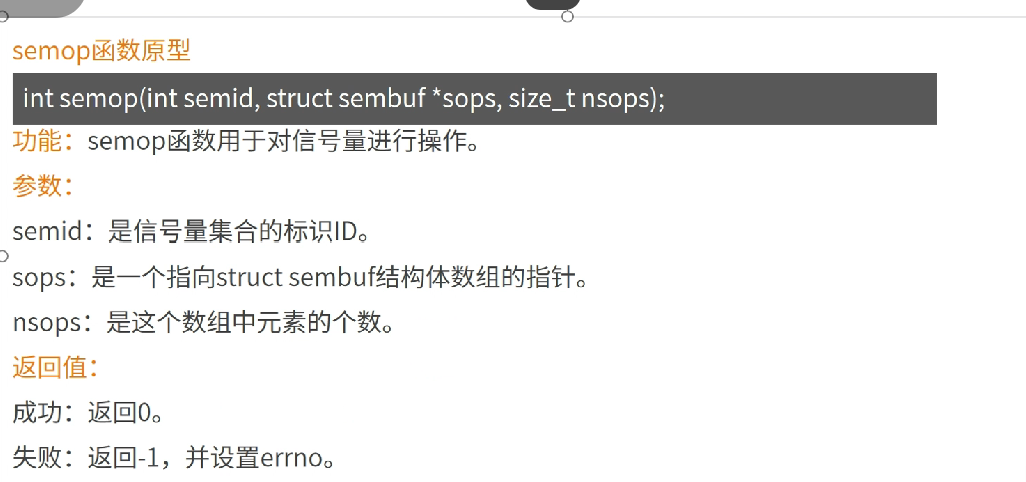 semop函数原型
int semop(int semid, struct sembuf *sops, size_t nsops);
功能：semop函数用于对信号量进行操作。
参数：
semid：是信号量集合的标识ID。
sops：是一个指向struct sembuf结构体数组的指针。
nsops：是这个数组中元素的个数。
返回值：
成功：返回0。
失败：返回-1，并设置errno。